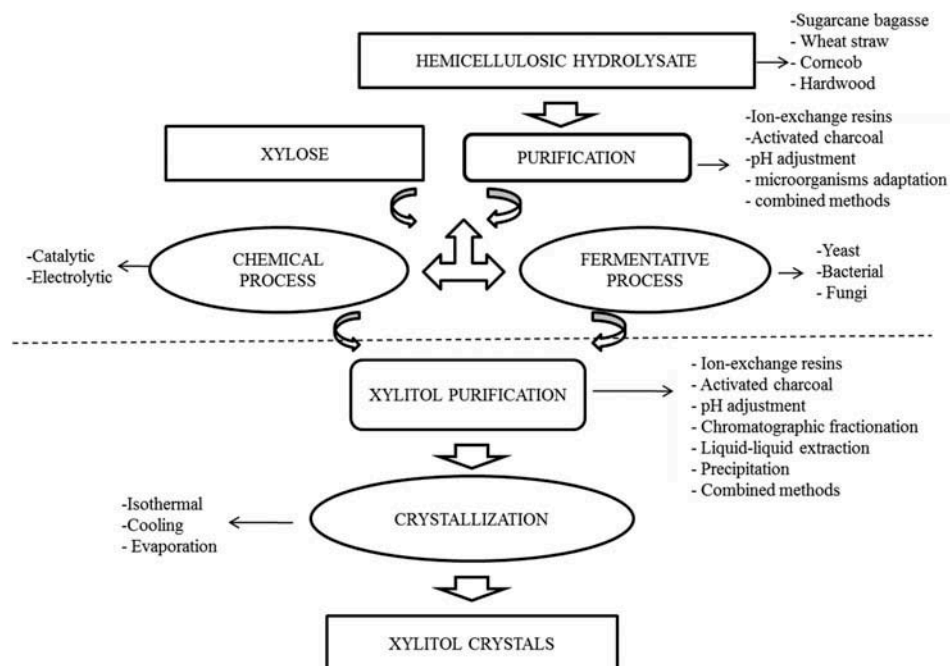 -Sugarcane bagasse
- Wheat straw
- Corncob
- Hardwood
HEMICELLULOSIC HYDROLYSATE
-Ion-exchange resins
-Activated charcoal
-pH adjustment
- microorganisms adaptation
- combined methods
XYLOSE
PURIFICATION
-Catalytic
-Electrolytic
CHEMICAL
PROCESS
FERMENTATIVE
PROCESS
-Yeast
-Bacterial
- Fungi
XYLITOL PURIFICATION
- Ion-exchange resins
- Activated charcoal
- pH adjustment
- Chromatographic fractionation
- Liquid-liquid extraction
- Precipitation
- Combined methods
-Isothermal
-Cooling
- Evaporation
CRYSTALLIZATION
XYLITOL CRYSTALS